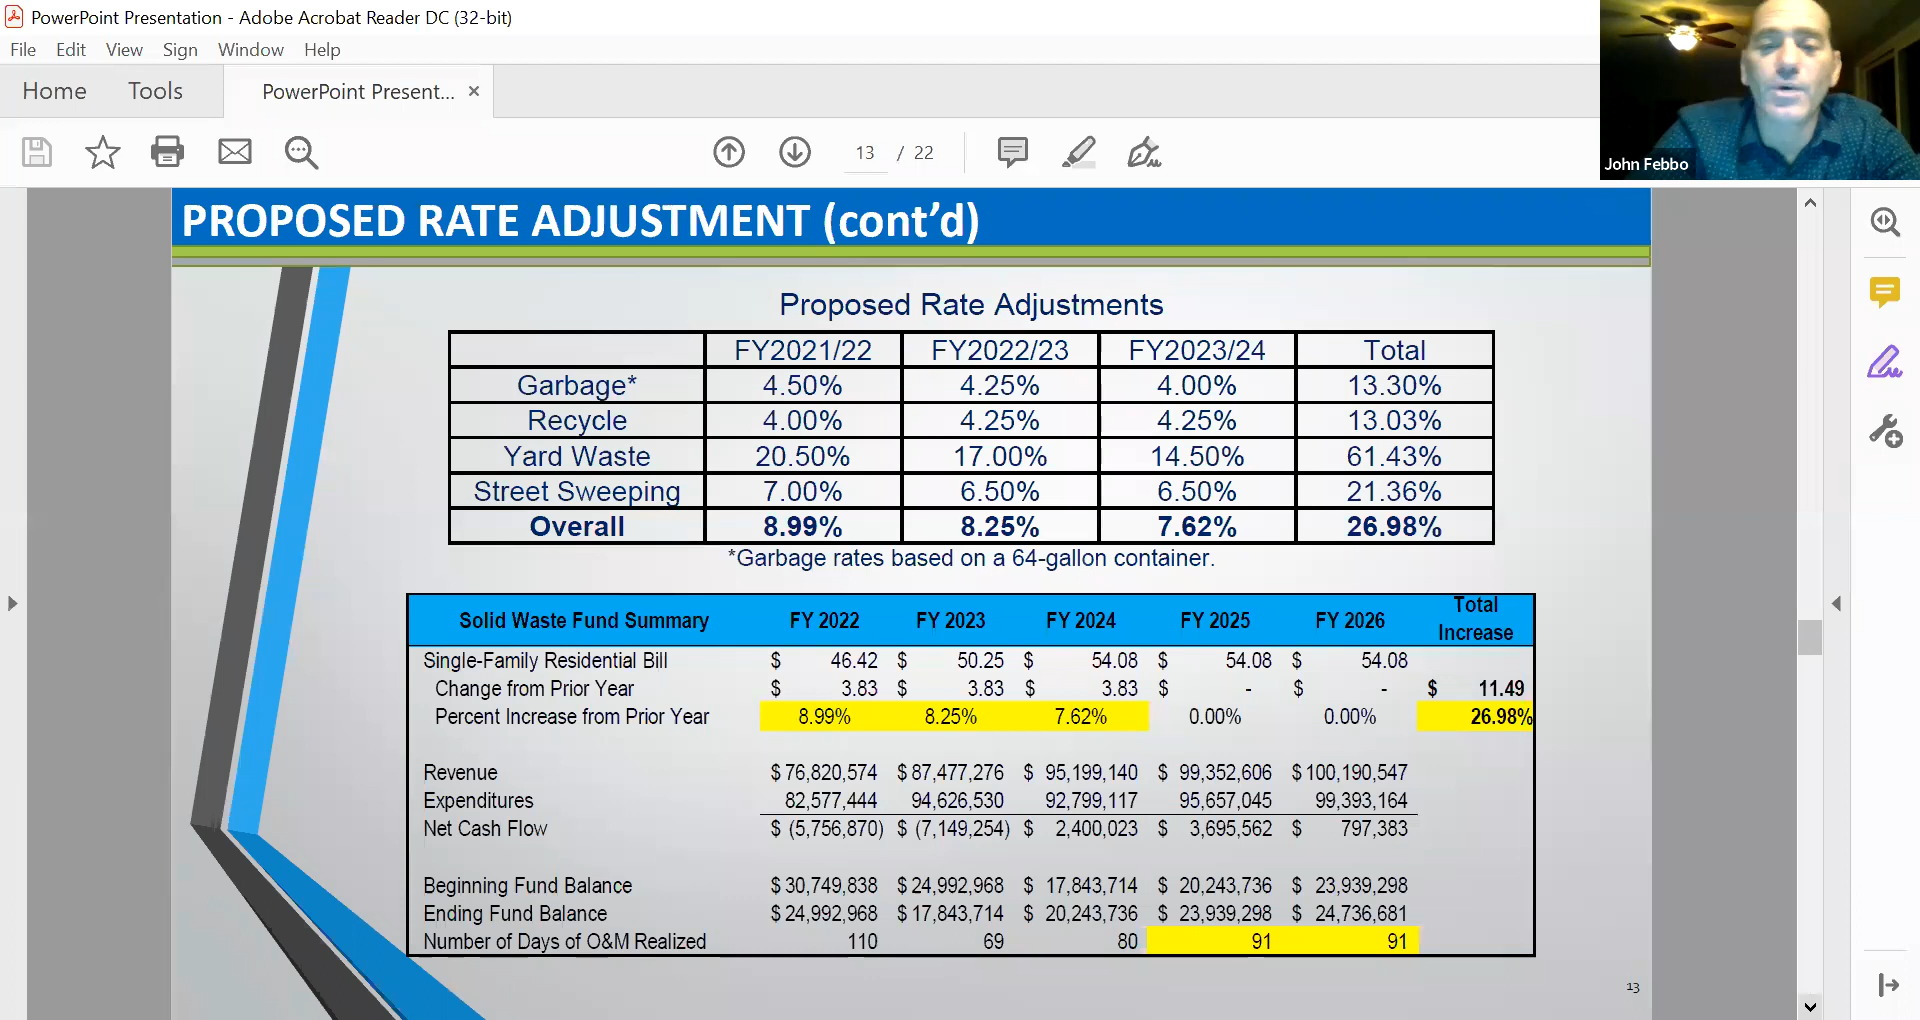 PowerPoint Presentation - Adobe Acrobat Reader DC (32-bit)
File Edit View Sign Window Help
Home Tools PowerPoint Present... ×
13 / 22
John Febbo
PROPOSED RATE ADJUSTMENT (cont’d)
Proposed Rate Adjustments
FY2021/22 FY2022/23 FY2023/24 Total
Garbage* 4.50% 4.25% 4.00% 13.30%
Recycle 4.00% 4.25% 4.25% 13.03%
Yard Waste 20.50% 17.00% 14.50% 61.43%
Street Sweeping 7.00% 6.50% 6.50% 21.36%
Overall 8.99% 8.25% 7.62% 26.98%
*Garbage rates based on a 64-gallon container.
Solid Waste Fund Summary FY 2022 FY 2023 FY 2024 FY 2025 FY 2026 Total Increase
Single-Family Residential Bill $ 46.42 $ 50.25 $ 54.08 $ 54.08 $ 54.08
Change from Prior Year $ 3.83 $ 3.83 $ 3.83 $ - $ - $ 11.49
Percent Increase from Prior Year 8.99% 8.25% 7.62% 0.00% 0.00% 26.98%
Revenue $ 76,820,574 $ 87,477,276 $ 95,199,140 $ 99,352,606 $ 100,190,547
Expenditures 82,577,444 94,626,530 92,799,117 95,657,045 99,393,164
Net Cash Flow $ (5,756,870) $ (7,149,254) $ 2,400,023 $ 3,695,562 $ 797,383
Beginning Fund Balance $ 30,749,838 $ 24,992,968 $ 17,843,714 $ 20,243,736 $ 23,939,298
Ending Fund Balance $ 24,992,968 $ 17,843,714 $ 20,243,736 $ 23,939,298 $ 24,736,681
Number of Days of O&M Realized 110 69 80 91 91
13